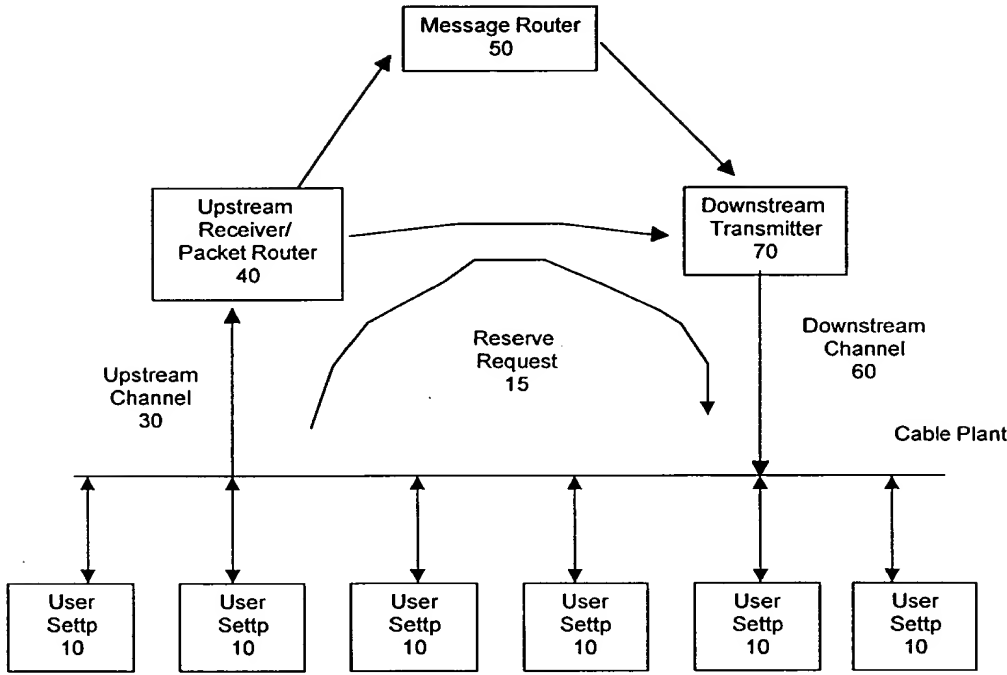 Message Router
50
Upstream
Receiver/
Packet Router
40
Downstream
Transmitter
70
Reserve
Request
15
Downstream
Channel
60
Upstream
Channel
30
Cable Plant
User
Settp
10
User
Settp
10
User
Settp
10
User
Settp
10
User
Settp
10
User
Settp
10